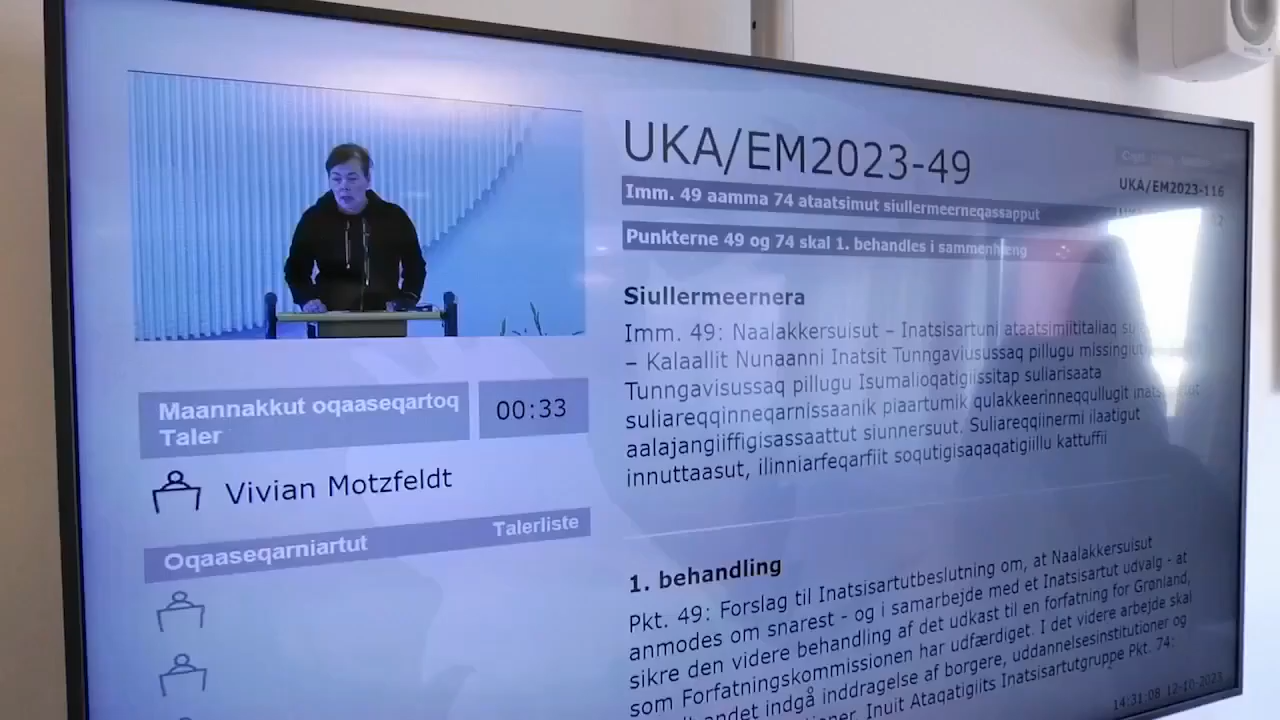 UKA/EM2023-49
UKA/EM2023-116
Imm. 49 aamma 74 ataatsimut siullermeerneqassapput
Punkterne 49 og 74 skal 1. behandles i sammenhæng
Siullermeernera
Imm. 49: Naalakkersuisut – Inatsisartuni ataatsimiititaliaq
– Kalaallit Nunaanni Inatsit Tunngaviusussaq pillugu
Tunngavisussaq pillugu Isumalioqatigiissitap suliarisaata
suliareqqinneqarnissaanik piaartumik qulakkeerinneqqullugit
aalajangiiffigisassaattut siunnersuut. Suliareqqiinermi ilaatigut
innuttaasut, ilinniarfeqarfiit soqutigisaqaqatigiillu kattuffii
Maannakkut oqaaseqartoq
Taler
00:33
Vivian Motzfeldt
Oqaaseqarniartut Talerliste
1. behandling
Pkt. 49: Forslag til Inatsisartutbeslutning om, at Naalakkersuisut
anmodes om snarest - og i samarbejde med et Inatsisartut udvalg - at
sikre den videre behandling af det udkast til en forfatning for Grønland,
som Forfatningskommissionen har udfærdiget. I det videre arbejde skal
indgå inddragelse af borgere, uddannelsesinstitutioner og
Inuit Ataqatigiits Inatsisartutgruppe Pkt. 74:
14:31:08 12-10-2023